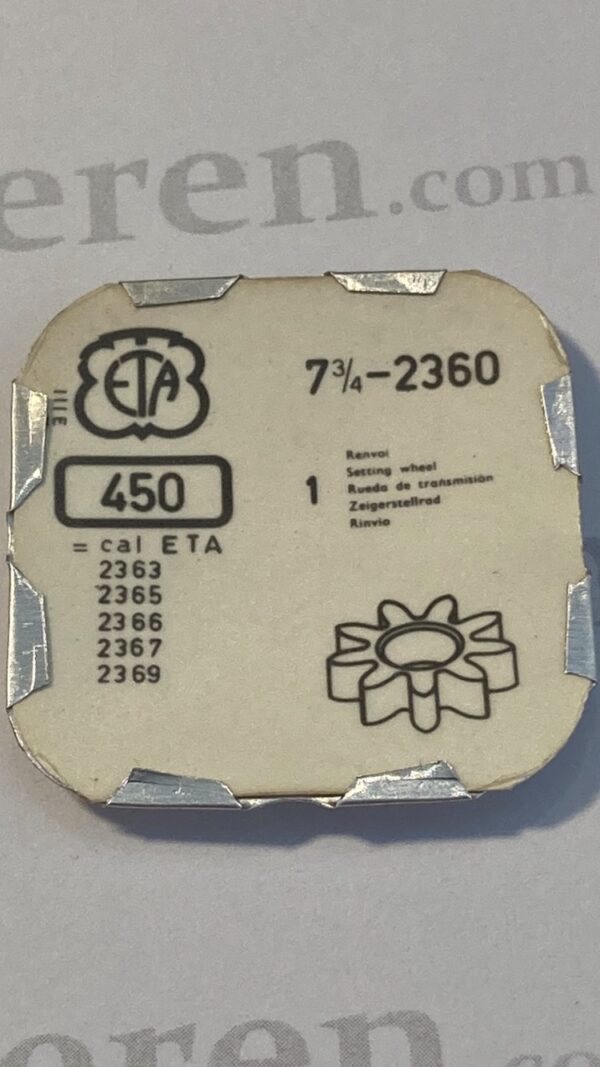 eren.com
ETA
7¾-2360
450
1
Renvoi
Setting wheel
Rueda de transmisión
Zeigerstellrad
Rinvio
= cal ETA
2363
2365
2366
2367
2369
eren